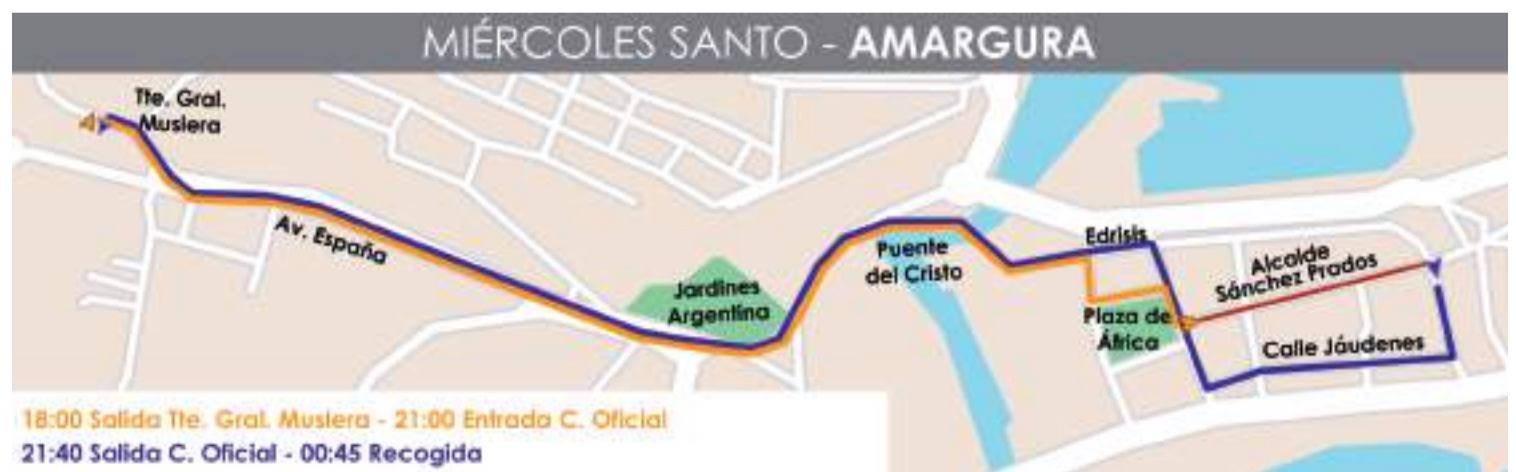 MIÉRCOLES SANTO - AMARGURA
Tte. Gral.
Muslera
Av. España
Jardines
Argentina
Puente
del Cristo
Edrisis
Plaza de
África
Alcalde
Sánchez Prados
Calle Jáudenes
18:00 Salida Tte. Gral. Muslera - 21:00 Entrada C. Oficial
21:40 Salida C. Oficial - 00:45 Recogida